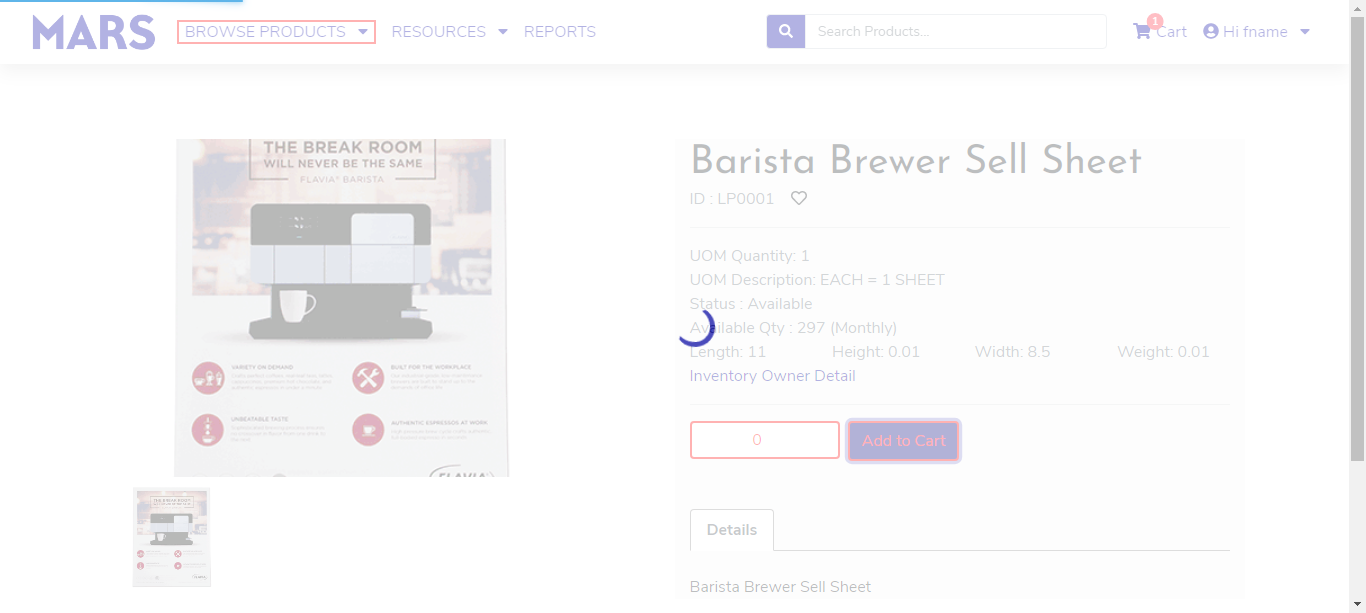 MARS
BROWSE PRODUCTS
RESOURCES
REPORTS
Search Products...
1
Cart
Hi fname
THE BREAK ROOM
WILL NEVER BE THE SAME
FLAVIA® BARISTA
VARIETY ON DEMAND
BUILT FOR THE WORKPLACE
UNBEATABLE TASTE
AUTHENTIC ESPRESSOS AT WORK
FLAVIA
Barista Brewer Sell Sheet
ID : LP0001
UOM Quantity: 1
UOM Description: EACH = 1 SHEET
Status : Available
Available Qty : 297 (Monthly)
Length: 11 Height: 0.01 Width: 8.5 Weight: 0.01
Inventory Owner Detail
0
Add to Cart
Details
Barista Brewer Sell Sheet